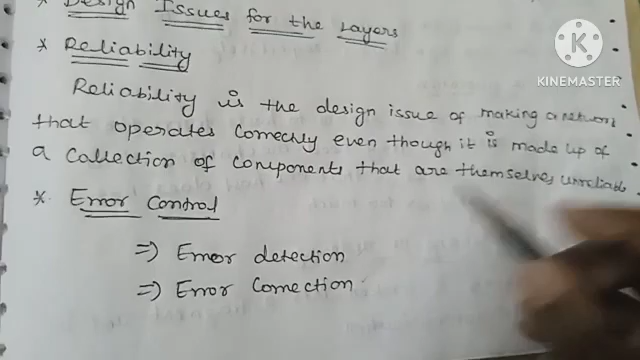 * Design Issues for the Layers
* Reliability
Reliability is the design issue of making a network
that operates correctly even though it is made up of
a collection of components that are themselves unreliable
* Error Control
=> Error detection
=> Error Correction
K
KINEMASTER